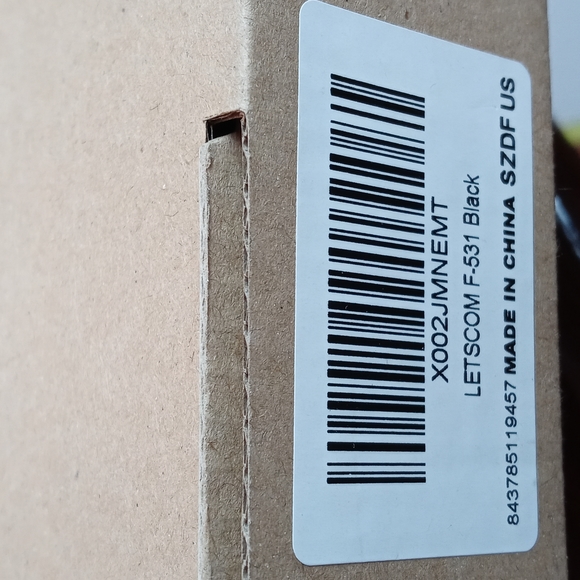 X002JMNEMT
LETSCOM F-531 Black
843785119457 MADE IN CHINA SZDF US